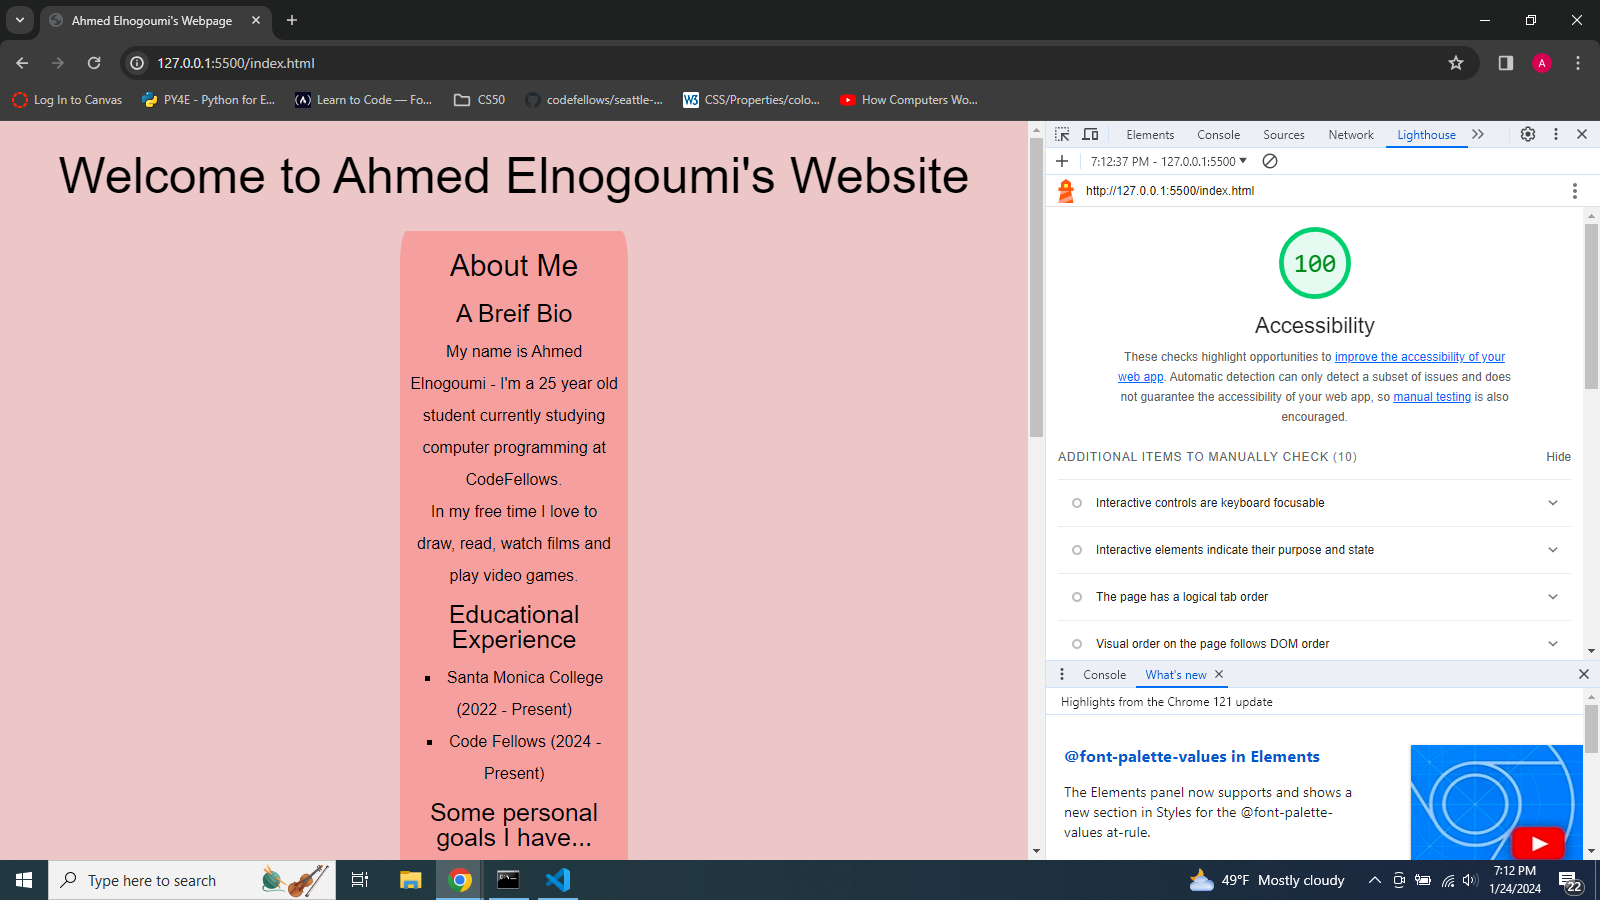 Ahmed Elnogoumi's Webpage
127.0.0.1:5500/index.html
A
Log In to Canvas
PY4E - Python for E...
Learn to Code — Fo...
CS50
codefellows/seattle-...
W3
CSS/Properties/colo...
How Computers Wo...
Welcome to Ahmed Elnogoumi's Website
About Me
A Breif Bio
My name is Ahmed
Elnogoumi - I'm a 25 year old
student currently studying
computer programming at
CodeFellows.
In my free time I love to
draw, read, watch films and
play video games.
Educational
Experience
Santa Monica College
(2022 - Present)
Code Fellows (2024 -
Present)
Some personal
goals I have...
Elements
Console
Sources
Network
Lighthouse
7:12:37 PM - 127.0.0.1:5500
http://127.0.0.1:5500/index.html
100
Accessibility
These checks highlight opportunities to improve the accessibility of your
web app. Automatic detection can only detect a subset of issues and does
not guarantee the accessibility of your web app, so manual testing is also
encouraged.
ADDITIONAL ITEMS TO MANUALLY CHECK (10)
Hide
Interactive controls are keyboard focusable
Interactive elements indicate their purpose and state
The page has a logical tab order
Visual order on the page follows DOM order
Console
What's new
Highlights from the Chrome 121 update
@font-palette-values in Elements
The Elements panel now supports and shows a
new section in Styles for the @font-palette-
values at-rule.
Type here to search
49°F Mostly cloudy
7:12 PM
1/24/2024
22